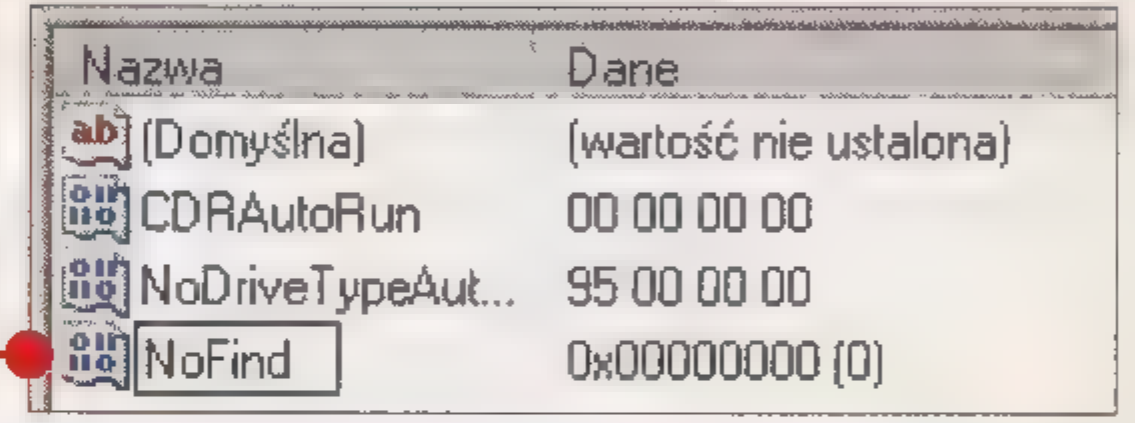 Nazwa Dane
(Domyślna) (wartość nie ustalona)
CDRAutoRun 00 00 00 00
NoDriveTypeAut... 95 00 00 00
NoFind 0x00000000 (0)